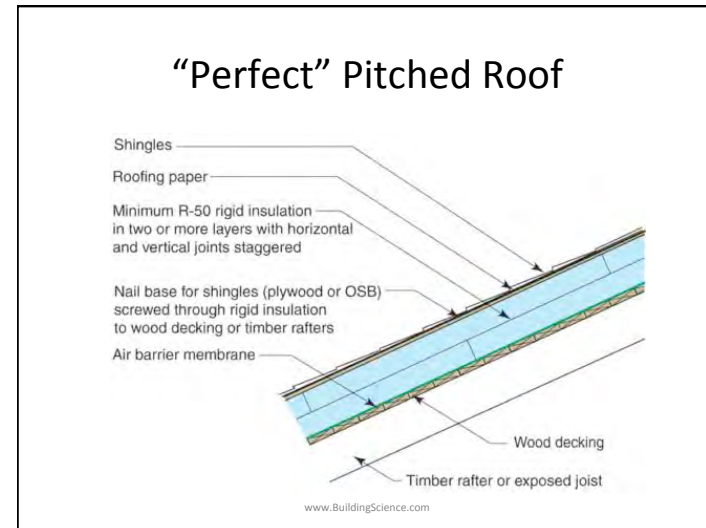 “Perfect” Pitched Roof
Shingles
Roofing paper
Minimum R-50 rigid insulation
in two or more layers with horizontal
and vertical joints staggered
Nail base for shingles (plywood or OSB)
screwed through rigid insulation
to wood decking or timber rafters
Air barrier membrane
Wood decking
Timber rafter or exposed joist
www.BuildingScience.com